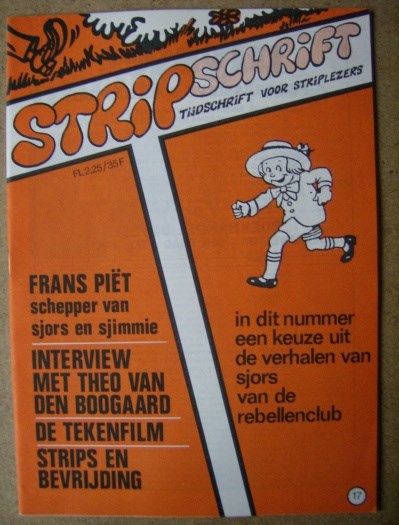 STRIPSCHRIFT
TIJDSCHRIFT VOOR STRIPLEZERS
FL 2,25/35F
FRANS PIËT
schepper van
sjors en sjimmie
INTERVIEW
MET THEO VAN
DEN BOOGAARD
DE TEKENFILM
STRIPS EN
BEVRIJDING
in dit nummer
een keuze uit
de verhalen van
sjors
van de
rebellenclub
17